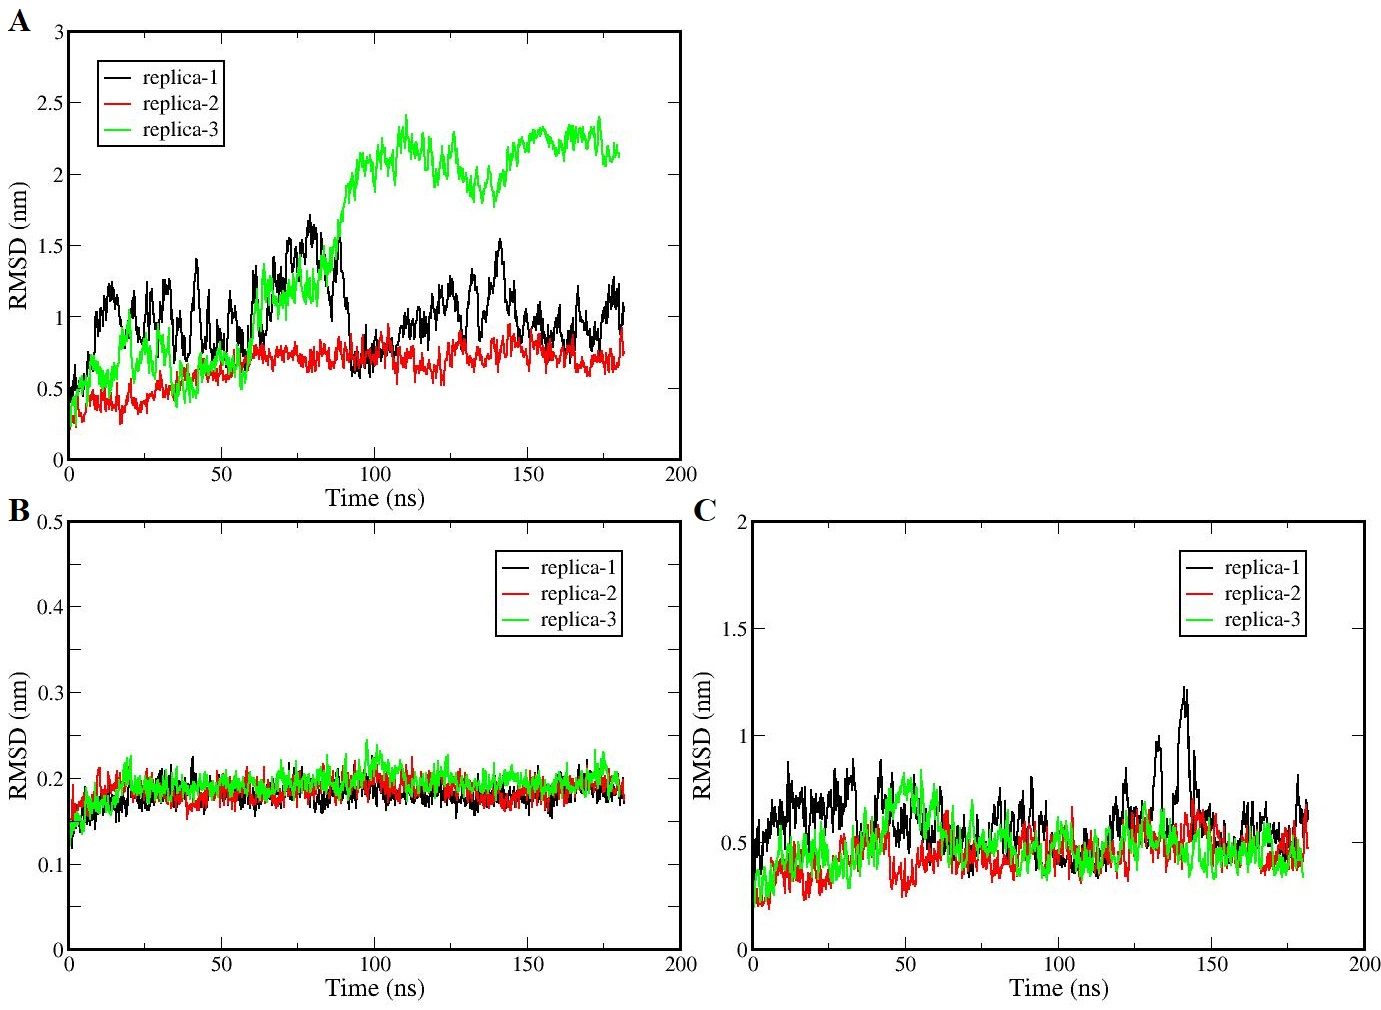 A
3
2.5
2
1.5
1
0.5
0
RMSD (nm)
replica-1
replica-2
replica-3
0 50 100 150 200
Time (ns)
B
0.5
0.4
0.3
0.2
0.1
0
RMSD (nm)
replica-1
replica-2
replica-3
0 50 100 150 200
Time (ns)
C
2
1.5
1
0.5
0
RMSD (nm)
replica-1
replica-2
replica-3
0 50 100 150 200
Time (ns)